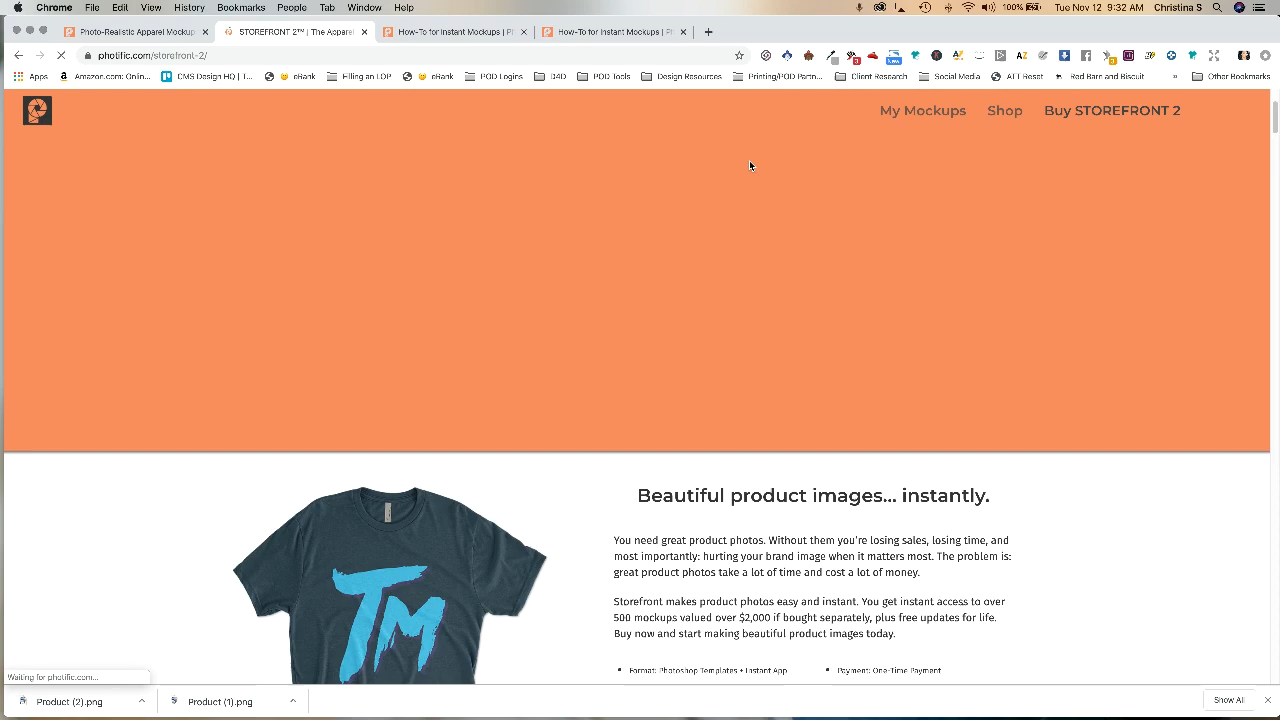 Chrome File Edit View History Bookmarks People Tab Window Help 100% Tue Nov 12 9:32 AM Christina S
Photo-Realistic Apparel Mockup STOREFRONT 2™ | The Apparel How-To for Instant Mockups | Ph How-To for Instant Mockups | Ph
photific.com/storefront-2/
Apps Amazon.com: Onlin... CMG Design HQ | T... eRank Filling an LOP eRank POD Logins D4D POD Tools Design Resources Printing/POD Partn... Client Research Social Media ATT Reset Red Barn and Biscuit » Other Bookmarks
My Mockups Shop Buy STOREFRONT 2
Beautiful product images... instantly.
You need great product photos. Without them you're losing sales, losing time, and
most importantly: hurting your brand image when it matters most. The problem is:
great product photos take a lot of time and cost a lot of money.
Storefront makes product photos easy and instant. You get instant access to over
500 mockups valued over $2,000 if bought separately, plus free updates for life.
Buy now and start making beautiful product images today.
TM
• Format: Photoshop Templates + Instant App • Payment: One-Time Payment
Waiting for photific.com...
Product (2).png Product (1).png Show All